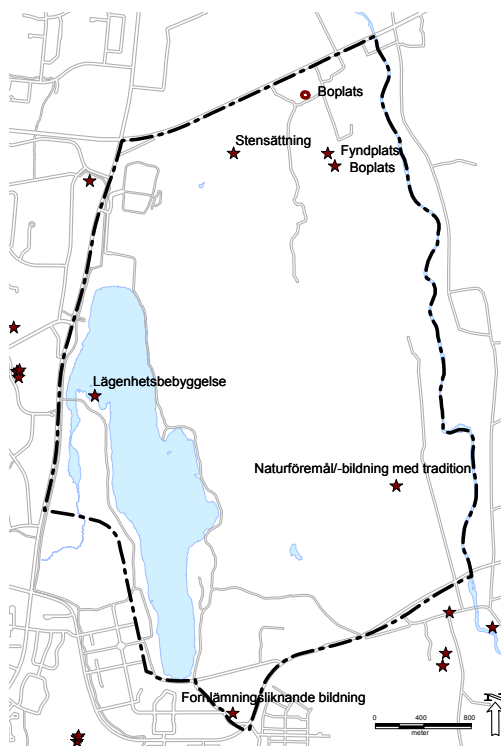 Boplats
Stensättning
Fyndplats
Boplats
Lägenhetsbebyggelse
Naturföremål/-bildning med tradition
Fornlämningsliknande bildning
N
0 400 800
meter